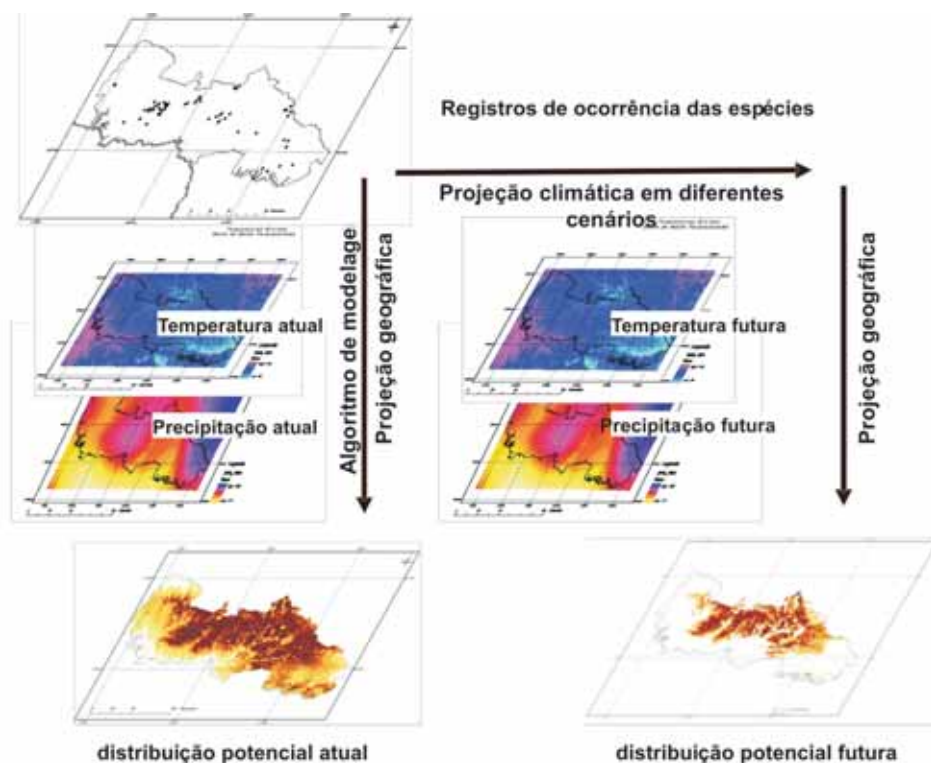 Registros de ocorrência das espécies
Projeção climática em diferentes
cenários
Algoritmo de modelage
Projeção geográfica
Temperatura atual
Precipitação atual
Temperatura futura
Precipitação futura
Projeção geográfica
distribuição potencial atual
distribuição potencial futura